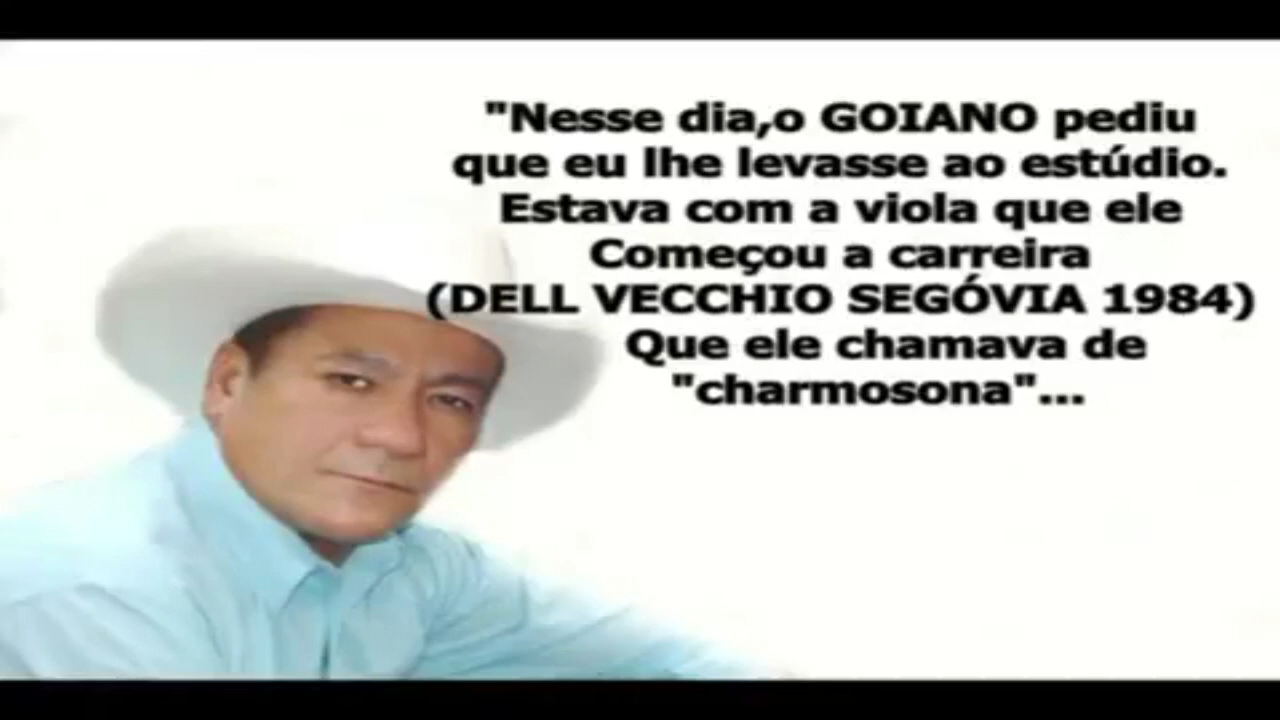 "Nesse dia,o GOIANO pediu
que eu lhe levasse ao estúdio.
Estava com a viola que ele
Começou a carreira
(DELL VECCHIO SEGÓVIA 1984)
Que ele chamava de
"charmosona"...